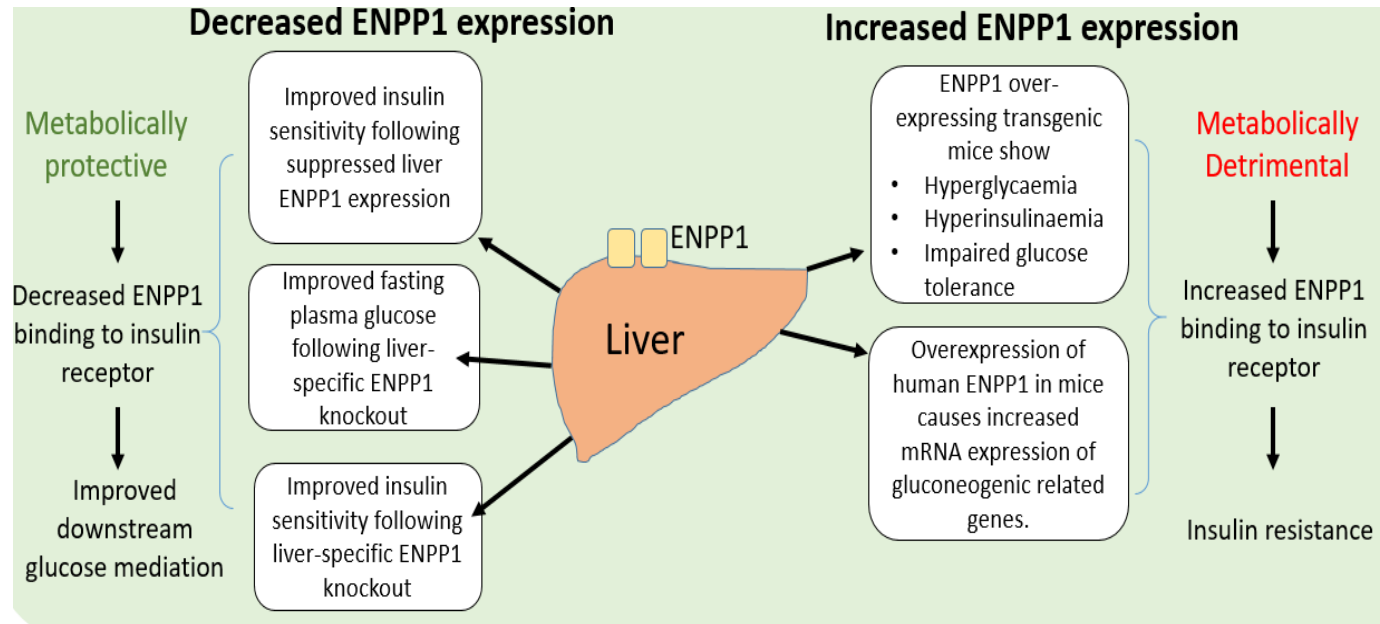 Decreased ENPP1 expression
Increased ENPP1 expression
Metabolically
protective
Decreased ENPP1
binding to insulin
receptor
Improved
downstream
glucose mediation
Improved insulin
sensitivity following
suppressed liver
ENPP1 expression
Improved fasting
plasma glucose
following liver-
specific ENPP1
knockout
Improved insulin
sensitivity following
liver-specific ENPP1
knockout
ENPP1
Liver
ENPP1 over-
expressing transgenic
mice show
• Hyperglycaemia
• Hyperinsulinaemia
• Impaired glucose
tolerance
Overexpression of
human ENPP1 in mice
causes increased
mRNA expression of
gluconeogenic related
genes.
Metabolically
Detrimental
Increased ENPP1
binding to insulin
receptor
Insulin resistance